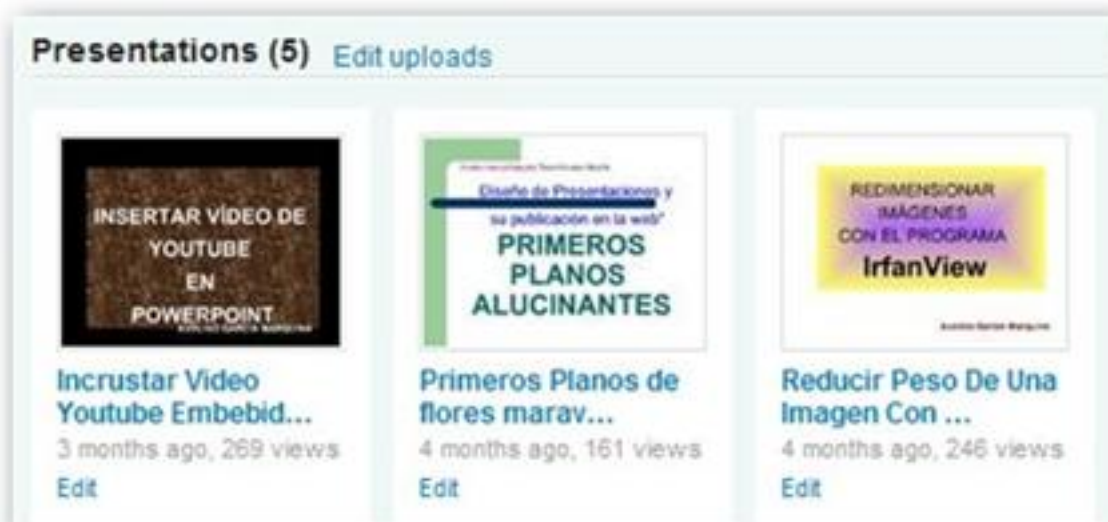 Presentations (5) Edit uploads
INSERTAR VÍDEO DE
YOUTUBE
EN
POWERPOINT
Diseño de Presentaciones y
su publicación en la web"
PRIMEROS
PLANOS
ALUCINANTES
REDIMENSIONAR
IMÁGENES
CON EL PROGRAMA
IrfanView
Incrustar Video
Youtube Embebid...
3 months ago, 269 views
Edit
Primeros Planos de
flores marav...
4 months ago, 161 views
Edit
Reducir Peso De Una
Imagen Con ...
4 months ago, 246 views
Edit